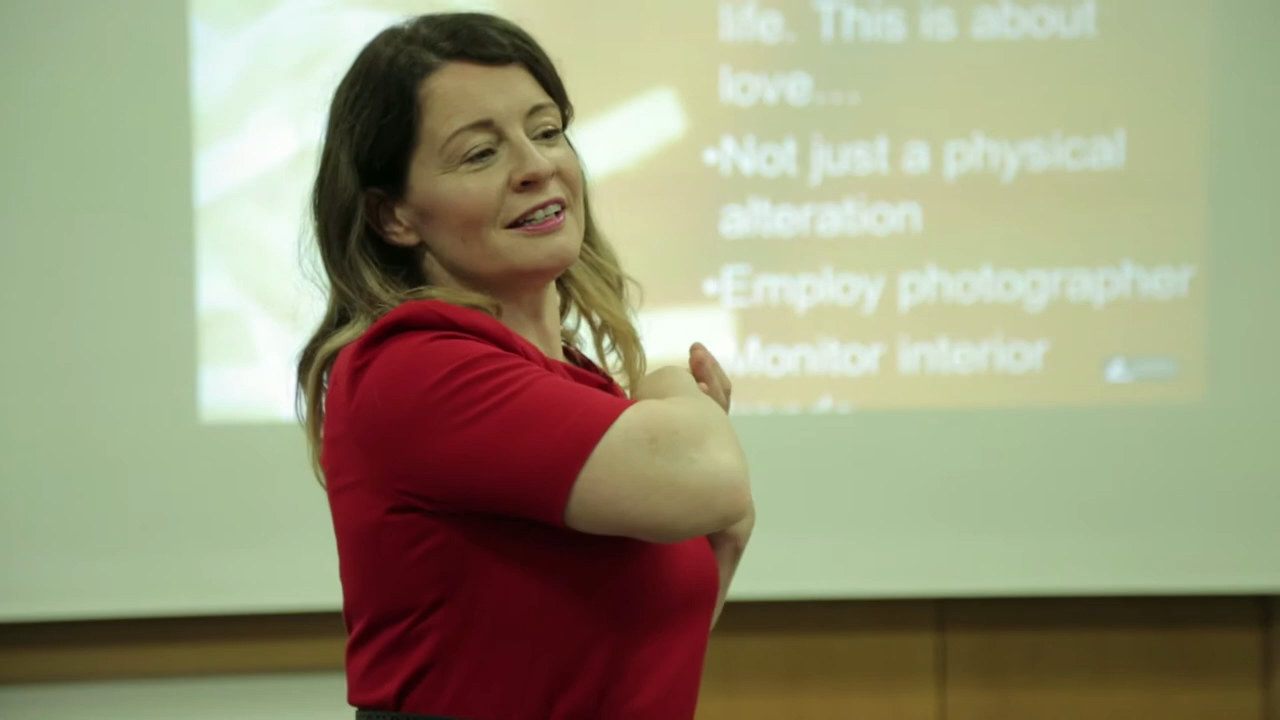 life. This is about
love...
•Not just a physical
alteration
•Employ photographer
Monitor interior